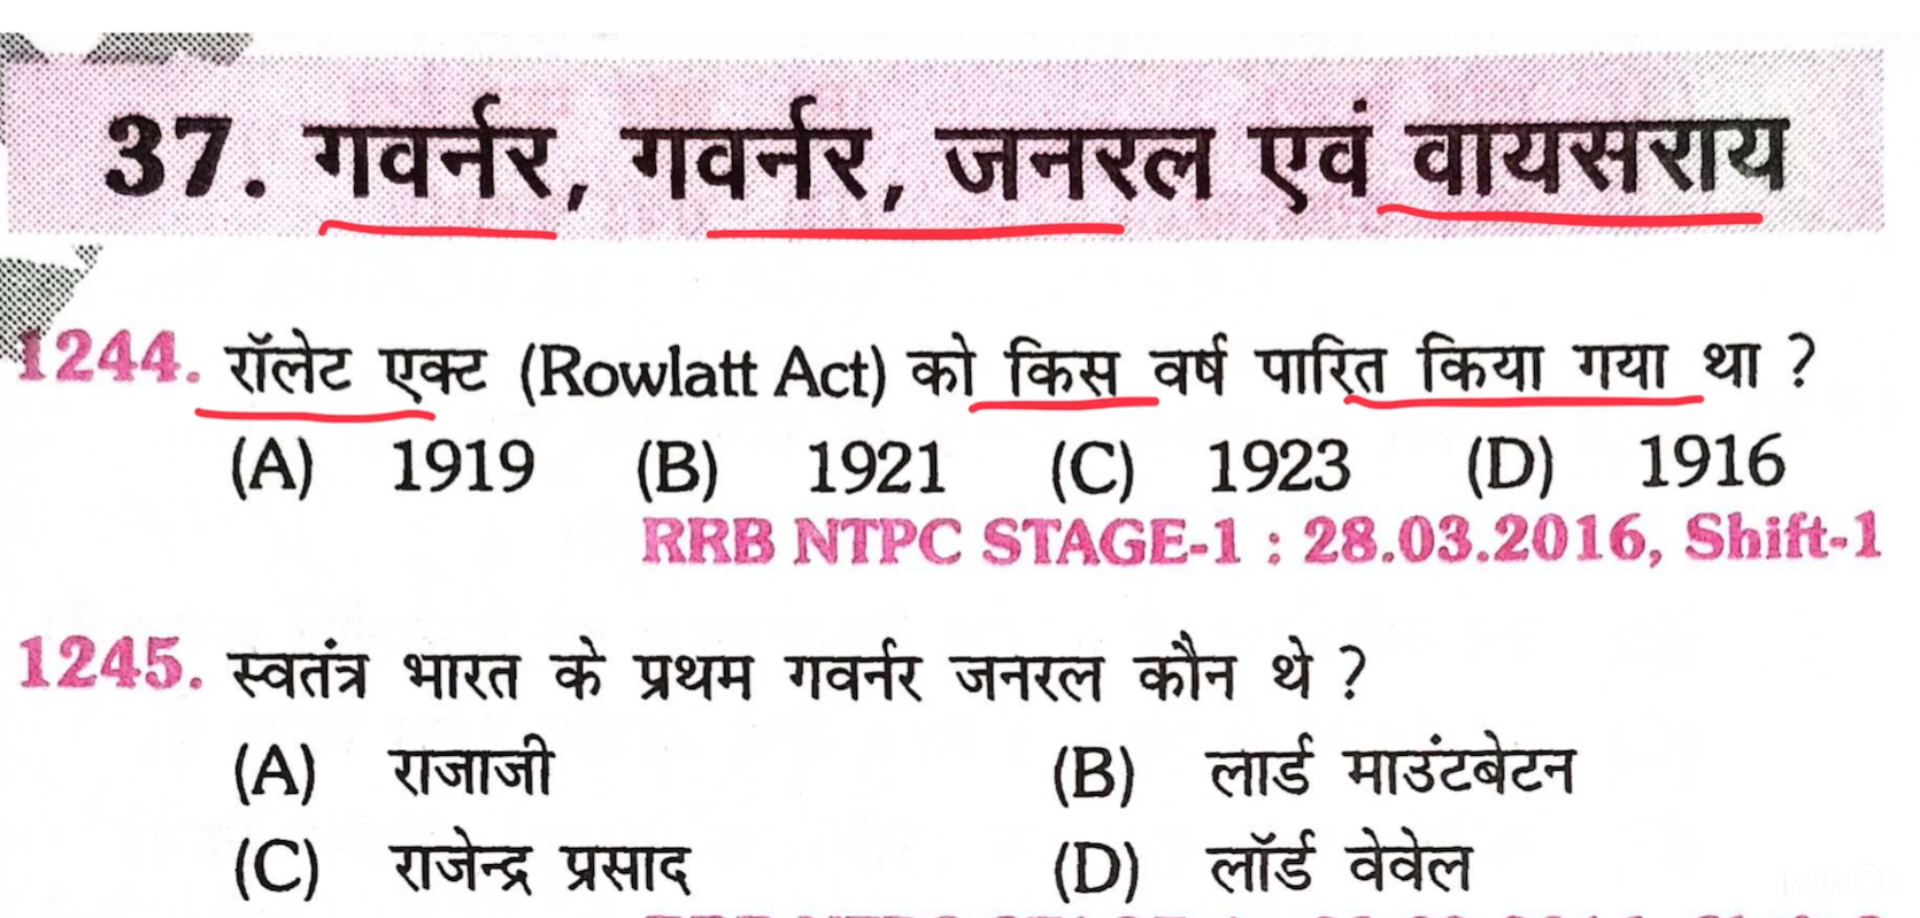 37. गवर्नर, गवर्नर, जनरल एवं वायसराय
1244. रॉलेट एक्ट (Rowlatt Act) को किस वर्ष पारित किया गया था ?
(A) 1919 (B) 1921 (C) 1923 (D) 1916
RRB NTPC STAGE-1 : 28.03.2016, Shift-1
1245. स्वतंत्र भारत के प्रथम गवर्नर जनरल कौन थे ?
(A) राजाजी (B) लार्ड माउंटबेटन
(C) राजेन्द्र प्रसाद (D) लॉर्ड वेवेल